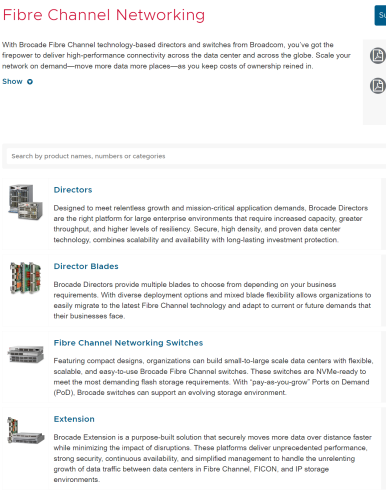 Fibre Channel Networking
Su
With Brocade Fibre Channel technology-based directors and switches from Broadcom, you've got the
firepower to deliver high-performance connectivity across the data center and across the globe. Scale your
network on demand—move more data more places—as you keep costs of ownership reined in.
Show
Search by product names, numbers or categories
Directors
Designed to meet relentless growth and mission-critical application demands, Brocade Directors
are the right platform for large enterprise environments that require increased capacity, greater
throughput, and higher levels of resiliency. Secure, high density, and proven data center
technology, combines scalability and availability with long-lasting investment protection.
Director Blades
Brocade Directors provide multiple blades to choose from depending on your business
requirements. With diverse deployment options and mixed blade flexibility allows organizations to
easily migrate to the latest Fibre Channel technology and adapt to current or future demands that
their businesses face.
Fibre Channel Networking Switches
Featuring compact designs, organizations can build small-to-large scale data centers with flexible,
scalable, and easy-to-use Brocade Fibre Channel switches. These switches are NVMe-ready to
meet the most demanding flash storage requirements. With "pay-as-you-grow" Ports on Demand
(PoD), Brocade switches can support an evolving storage environment.
Extension
Brocade Extension is a purpose-built solution that securely moves more data over distance faster
while minimizing the impact of disruptions. These platforms deliver unprecedented performance,
strong security, continuous availability, and simplified management to handle the unrelenting
growth of data traffic between data centers in Fibre Channel, FICON, and IP storage
environments.